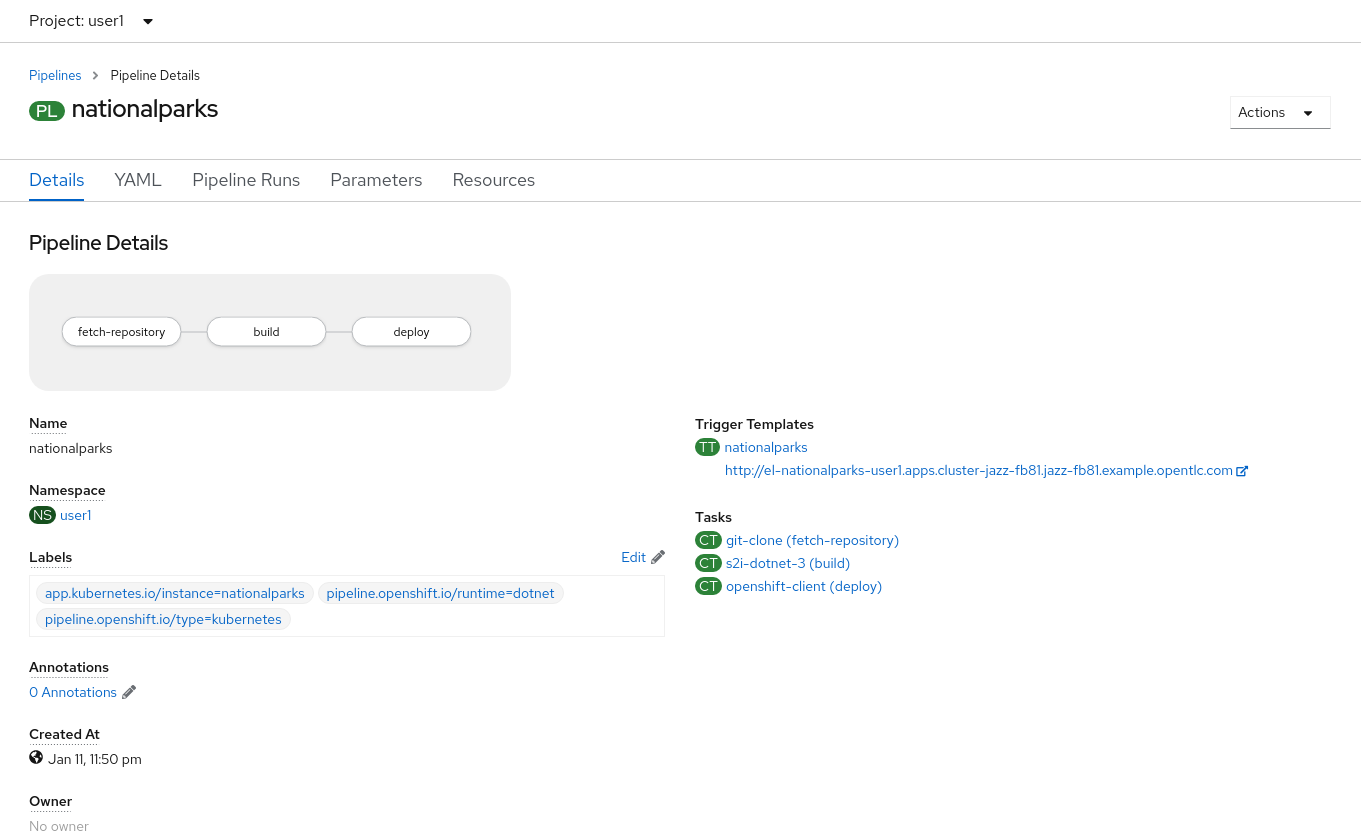 Project: user1
Pipelines > Pipeline Details
PL nationalparks
Actions
Details YAML Pipeline Runs Parameters Resources
Pipeline Details
fetch-repository build deploy
Name
nationalparks
Namespace
NS user1
Labels Edit
app.kubernetes.io/instance=nationalparks pipeline.openshift.io/runtime=dotnet
pipeline.openshift.io/type=kubernetes
Annotations
0 Annotations
Created At
Jan 11, 11:50 pm
Owner
No owner
Trigger Templates
TT nationalparks
http://el-nationalparks-user1.apps.cluster-jazz-fb81.jazz-fb81.example.opentlc.com
Tasks
CT git-clone (fetch-repository)
CT s2i-dotnet-3 (build)
CT openshift-client (deploy)